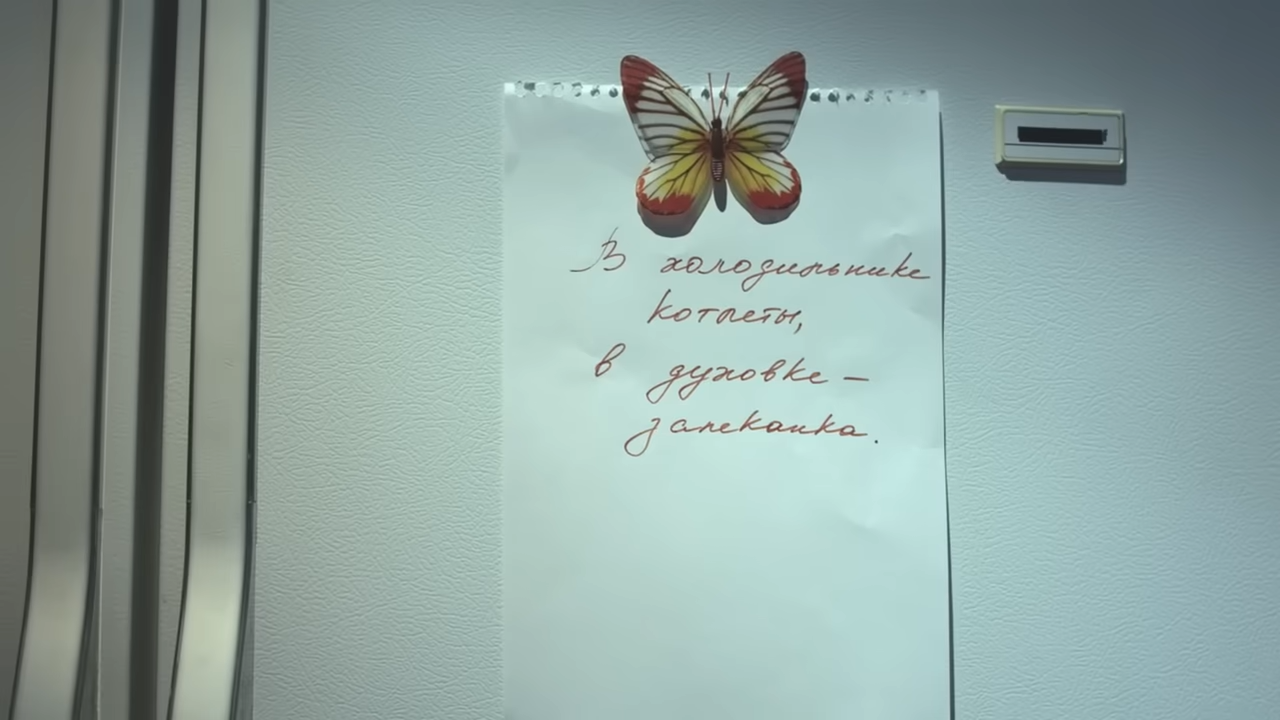 В холодильнике
котлеты,
в духовке –
запеканка.